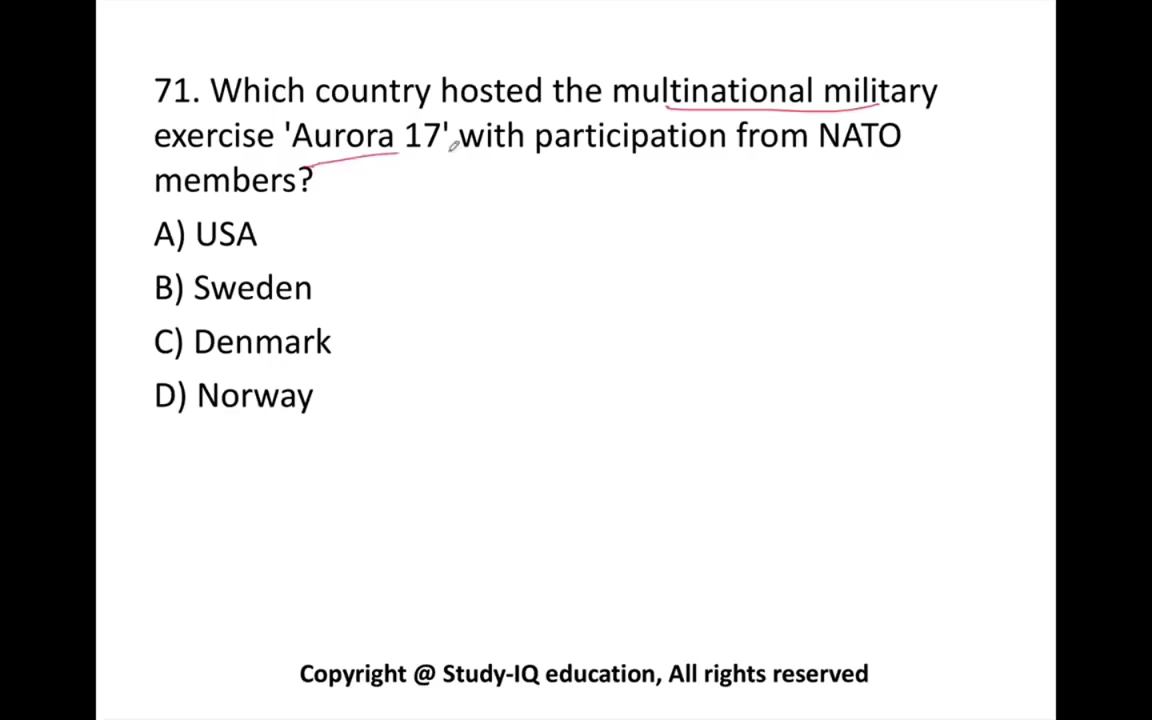 71. Which country hosted the multinational military
exercise 'Aurora 17' with participation from NATO
members?
A) USA
B) Sweden
C) Denmark
D) Norway
Copyright @ Study-IQ education, All rights reserved